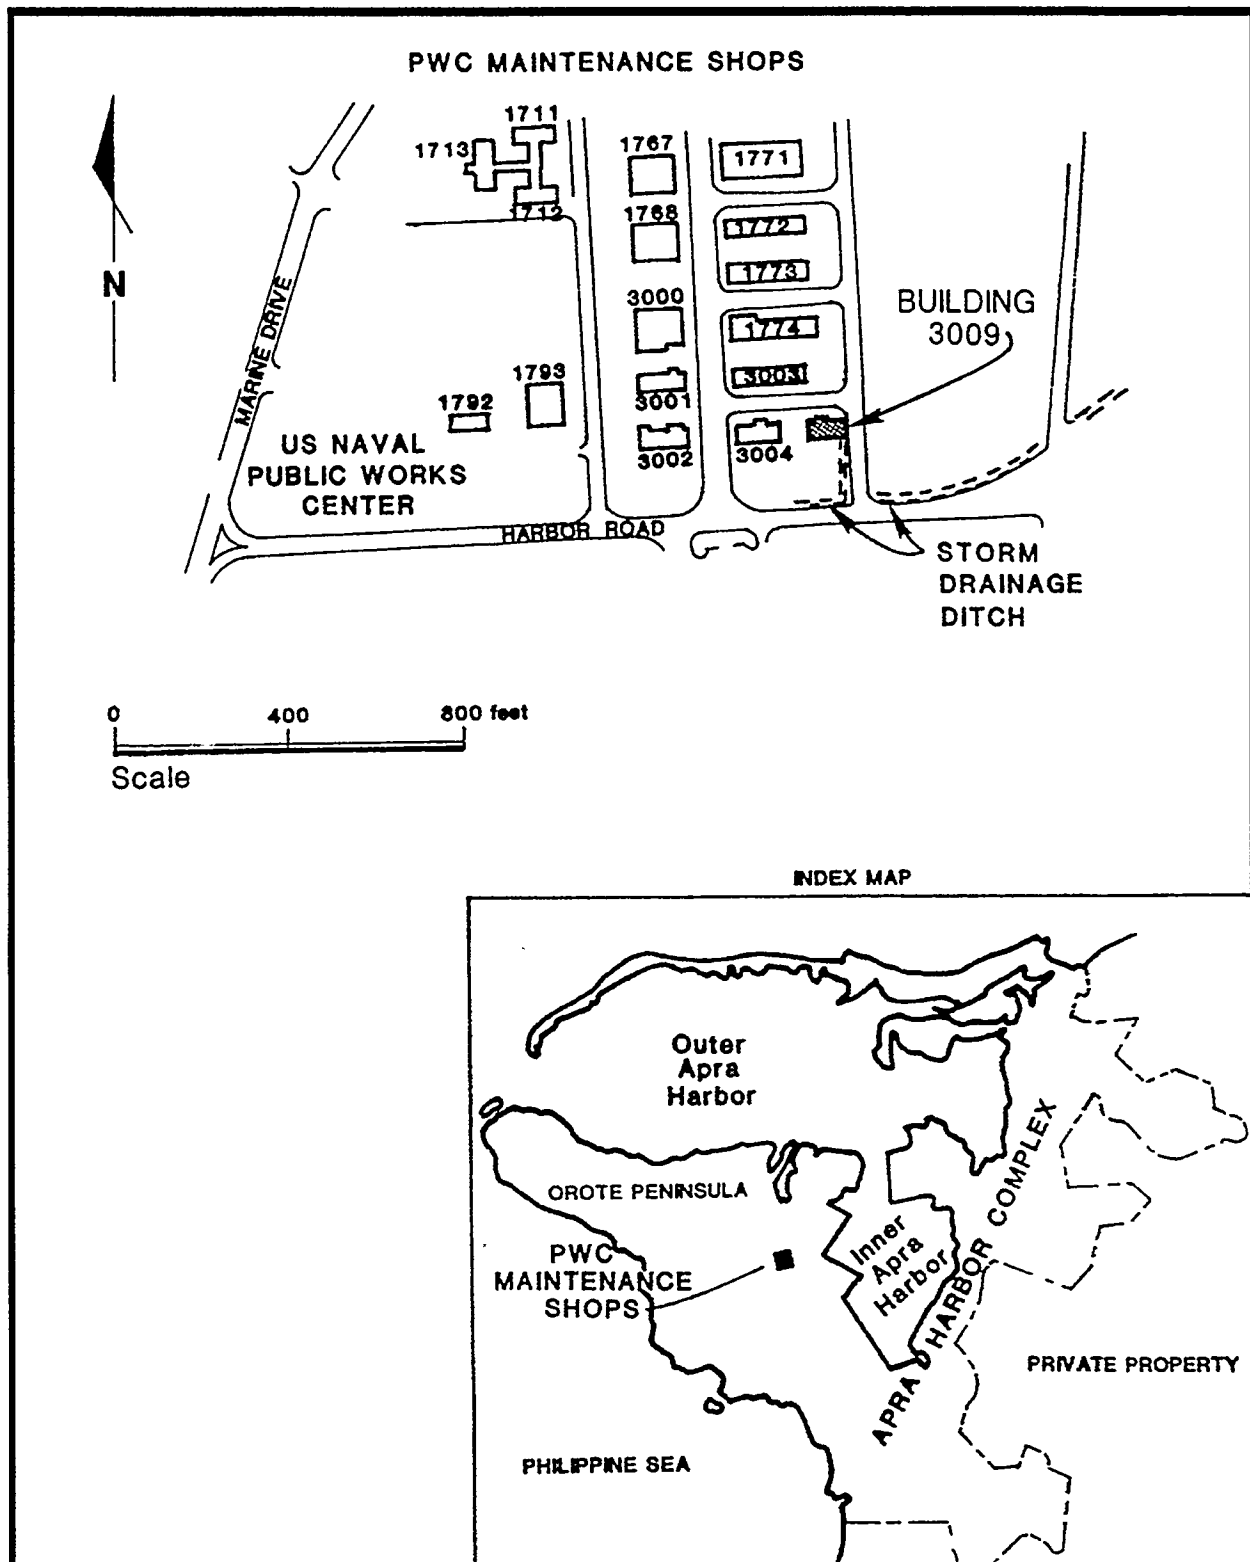 PWC MAINTENANCE SHOPS
1711
1713
1712
1767
1768
1771
1772
1773
3000
1774
BUILDING
3009
N
MARINE DRIVE
1793
1792
3001
3003
3002
3004
US NAVAL
PUBLIC WORKS
CENTER
HARBOR ROAD
STORM
DRAINAGE
DITCH
0 400 800 feet
Scale
INDEX MAP
Outer
Apra
Harbor
OROTE PENINSULA
PWC
MAINTENANCE
SHOPS
Inner
Apra
Harbor
APRA HARBOR COMPLEX
PRIVATE PROPERTY
PHILIPPINE SEA